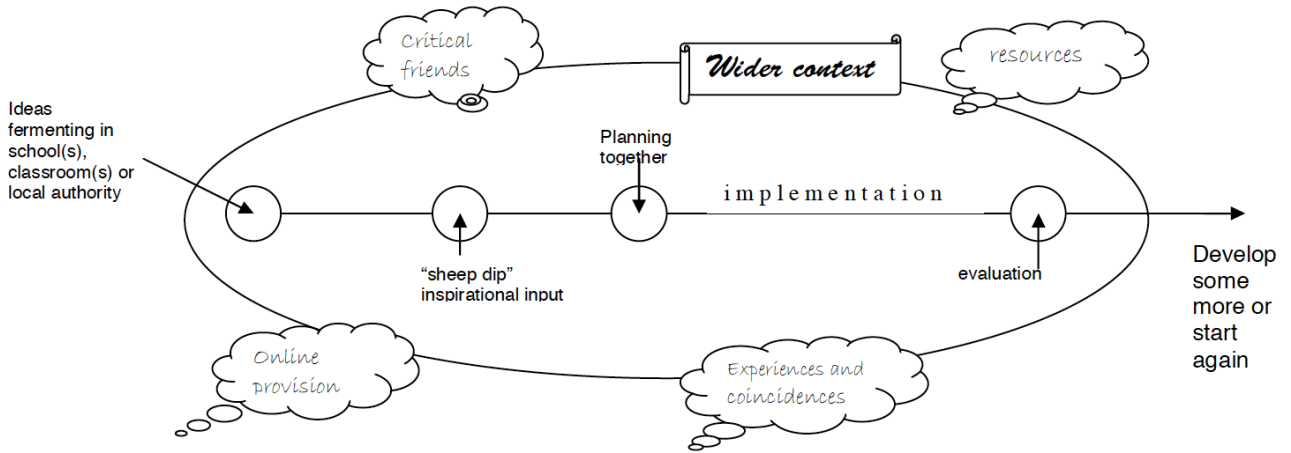 Critical
friends
Wider context
resources
Ideas
fermenting in
school(s),
classroom(s) or
local authority
Planning
together
implementation
“sheep dip”
inspirational input
evaluation
Develop
some
more or
start
again
Online
provision
Experiences and
coincidences